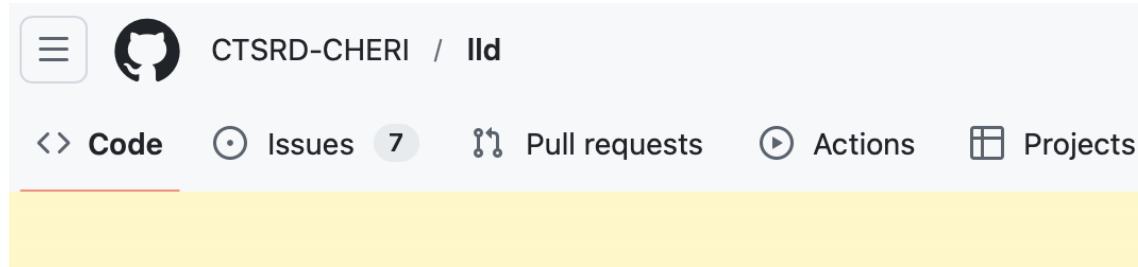 CTSRD-CHERI / lld
Code Issues 7 Pull requests Actions Projects